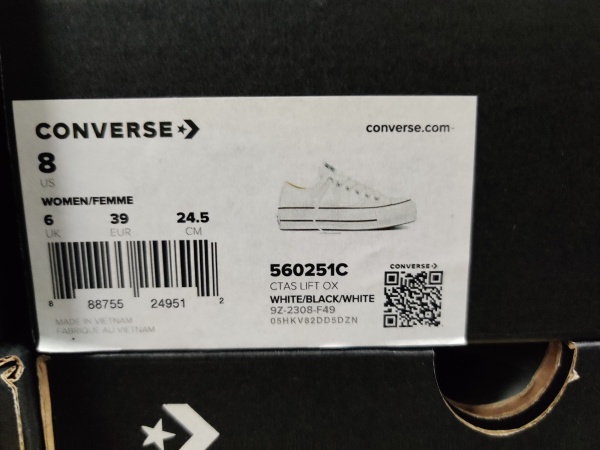 CONVERSE
converse.com
8
US
WOMEN/FEMME
6 39 24.5
UK EUR CM
8 88755 24951 2
MADE IN VIETNAM
FABRIQUE AU VIETNAM
560251C
CTAS LIFT OX
WHITE/BLACK/WHITE
9Z-2308-F49
05HKV82DD5DZN
CONVERSE